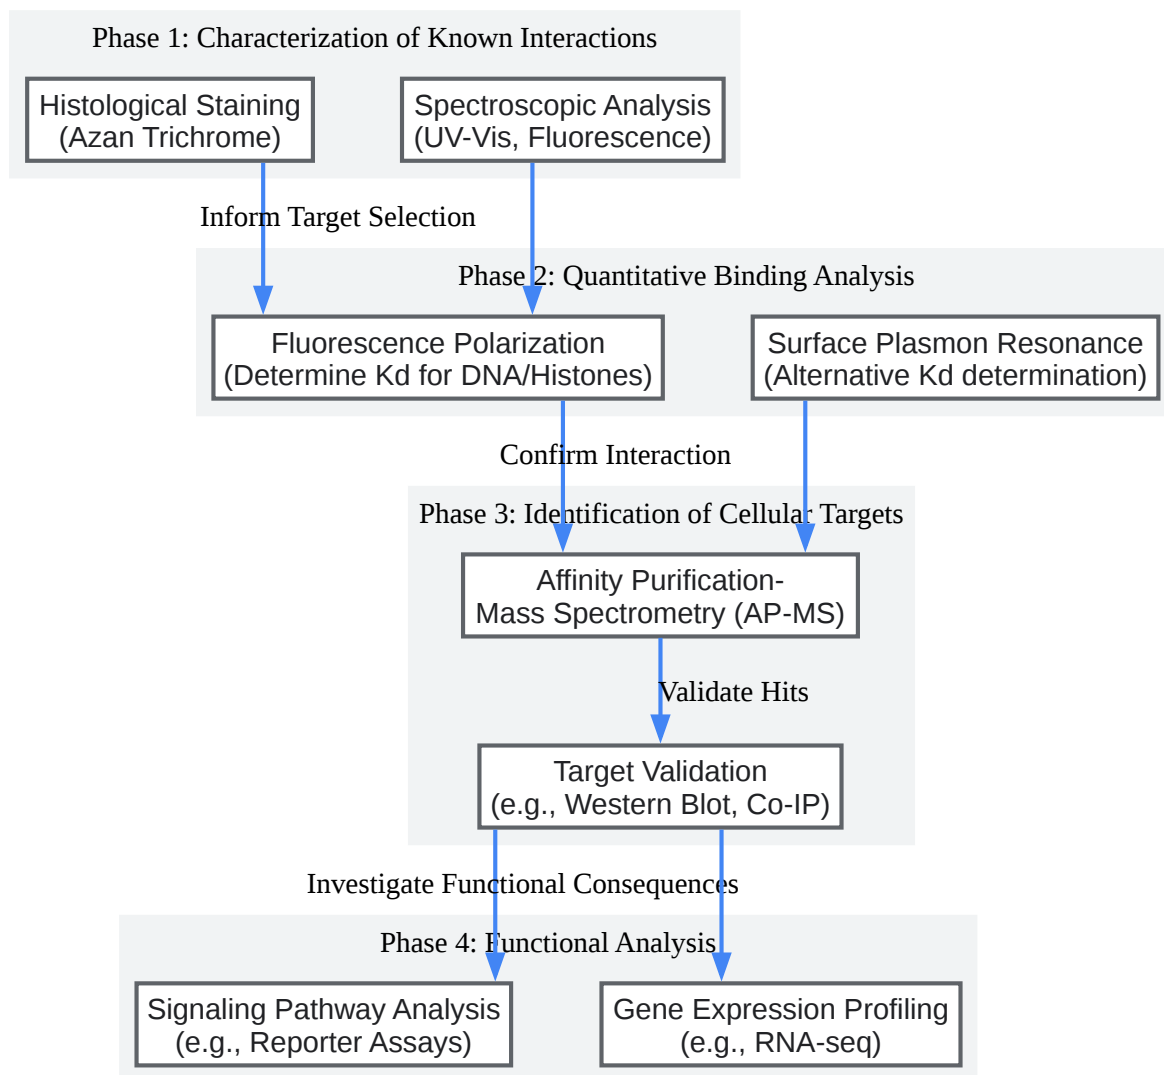 Phase 1: Characterization of Known Interactions
Histological Staining
(Azan Trichrome)
Spectroscopic Analysis
(UV-Vis, Fluorescence)
Inform Target Selection
Phase 2: Quantitative Binding Analysis
Fluorescence Polarization
(Determine Kd for DNA/Histones)
Surface Plasmon Resonance
(Alternative Kd determination)
Confirm Interaction
Phase 3: Identification of Cellular Targets
Affinity Purification-
Mass Spectrometry (AP-MS)
Validate Hits
Target Validation
(e.g., Western Blot, Co-IP)
Investigate Functional Consequences
Phase 4: Functional Analysis
Signaling Pathway Analysis
(e.g., Reporter Assays)
Gene Expression Profiling
(e.g., RNA-seq)